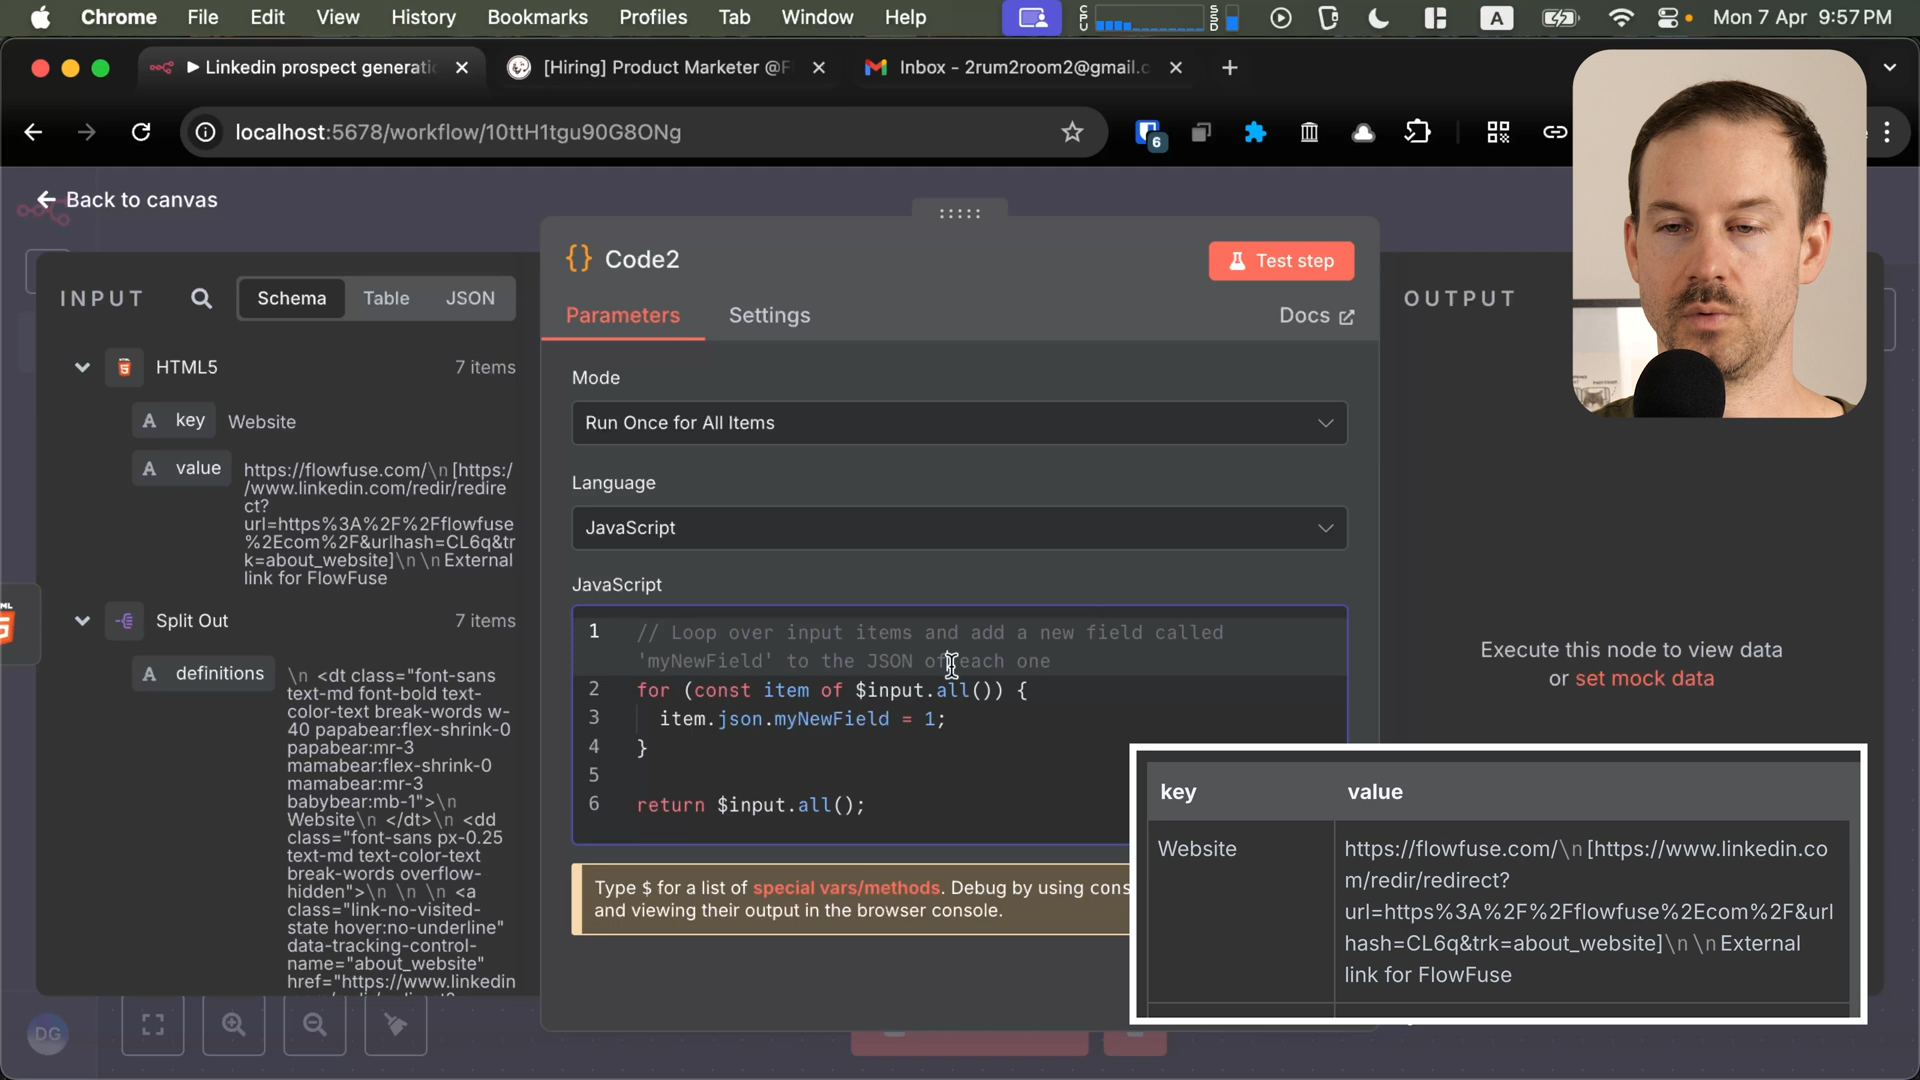 Chrome File Edit View History Bookmarks Profiles Tab Window Help
CPU SSD A Mon 7 Apr 9:57 PM
Linkedin prospect generati
[Hiring] Product Marketer @F
Inbox - 2rum2room2@gmail.c
localhost:5678/workflow/10ttH1tgu90G8ONg
6
Back to canvas
INPUT
Schema Table JSON
HTML5 7 items
A key Website
A value https://flowfuse.com/\n[https:/
/www.linkedin.com/redir/redire
ct?
url=https%3A%2F%2Fflowfuse
%2Ecom%2F&urlhash=CL6q&tr
k=about_website]\n\nExternal
link for FlowFuse
Split Out 7 items
A definitions \n <dt class="font-sans
text-md font-bold text-
color-text break-words w-
40 papabear:flex-shrink-0
papabear:mr-3
mamabear:flex-shrink-0
mamabear:mr-3
babybear:mb-1">\n
Website\n </dt>\n <dd
class="font-sans px-0.25
text-md text-color-text
break-words overflow-
hidden">\n \n \n <a
class="link-no-visited-
state hover:no-underline"
data-tracking-control-
name="about_website"
href="https://www.linkedin
DG
{} Code2
Test step
Parameters Settings Docs
Mode
Run Once for All Items
Language
JavaScript
JavaScript
1 // Loop over input items and add a new field called
'myNewField' to the JSON of each one
2 for (const item of $input.all()) {
3 item.json.myNewField = 1;
4 }
5
6 return $input.all();
Type $ for a list of special vars/methods. Debug by using cons
and viewing their output in the browser console.
OUTPUT
Execute this node to view data
or set mock data
key value
Website https://flowfuse.com/\n[https://www.linkedin.co
m/redir/redirect?
url=https%3A%2F%2Fflowfuse%2Ecom%2F&url
hash=CL6q&trk=about_website]\n\nExternal
link for FlowFuse